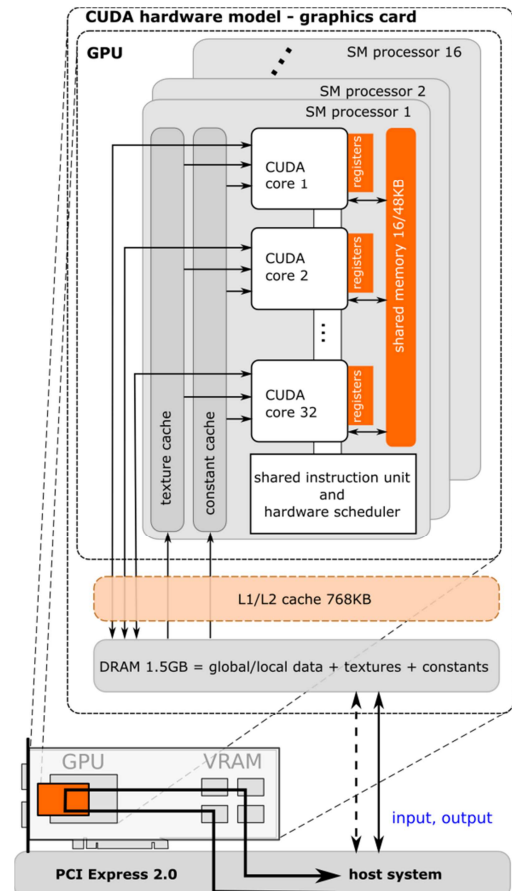 CUDA hardware model - graphics card
GPU
SM processor 16
SM processor 2
SM processor 1
texture cache
constant cache
CUDA
core 1
registers
CUDA
core 2
registers
...
CUDA
core 32
registers
shared memory 16/48KB
shared instruction unit
and
hardware scheduler
L1/L2 cache 768KB
DRAM 1.5GB = global/local data + textures + constants
GPU
VRAM
input, output
PCI Express 2.0
host system